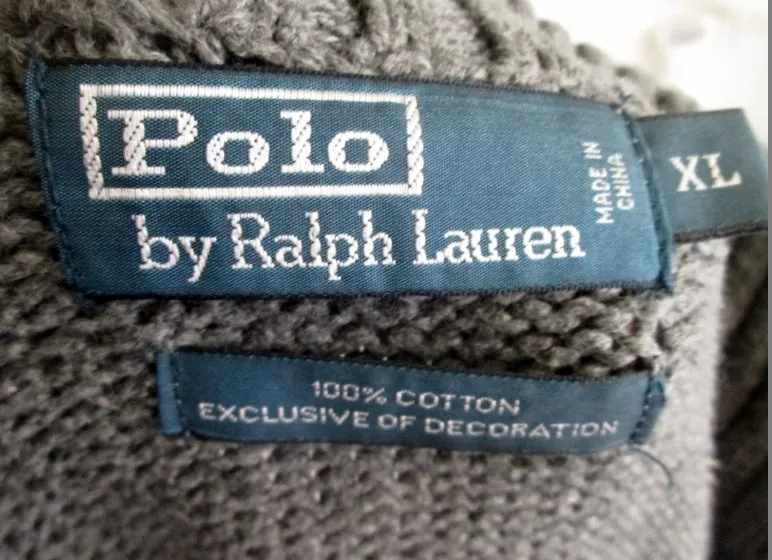 Polo
by Ralph Lauren
MADE IN
CHINA
XL
100% COTTON
EXCLUSIVE OF DECORATION